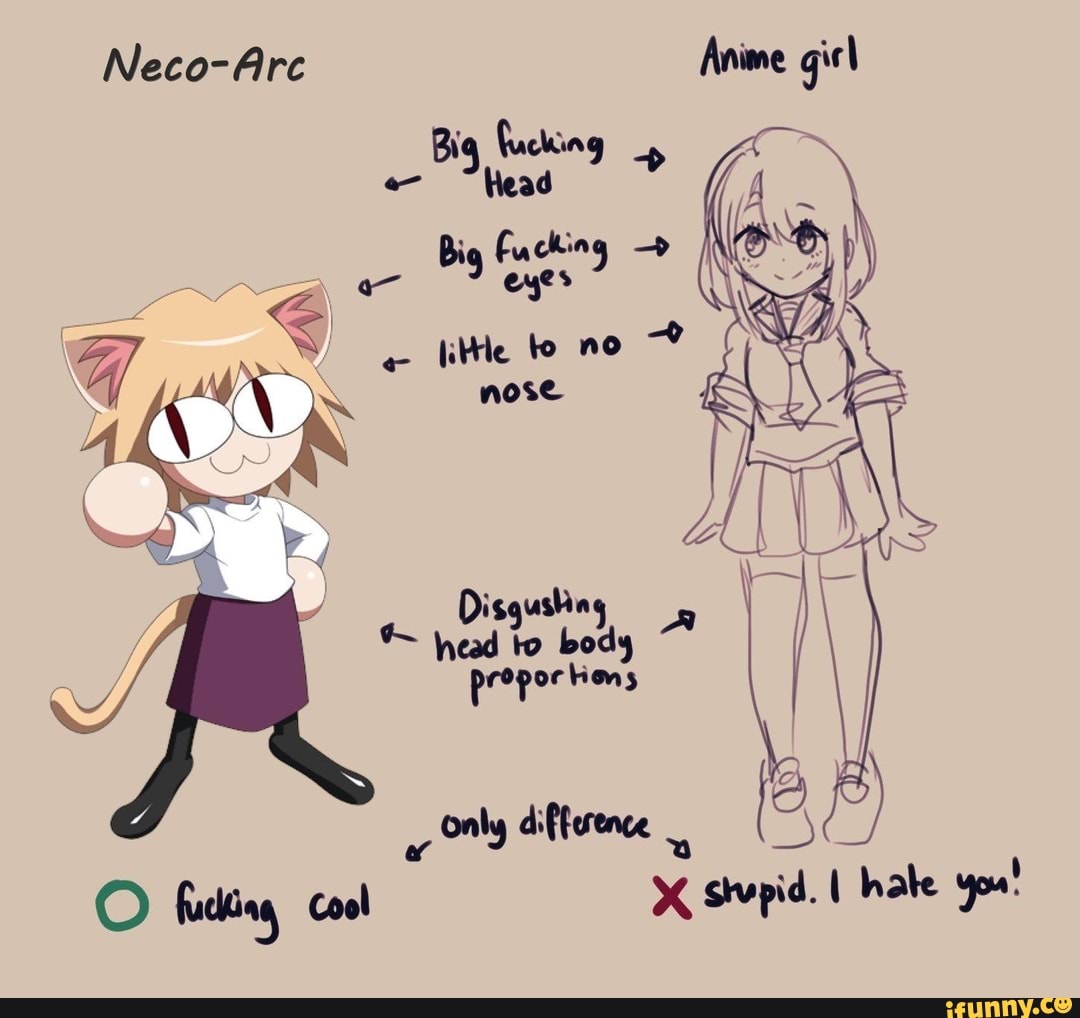 Neco-Arc
Anime girl
Big fucking
Head
Big fucking
eyes
little to no
nose
Disgusting
head to body
proportions
only difference
fucking cool
X stupid. I hate you!
ifunny.co